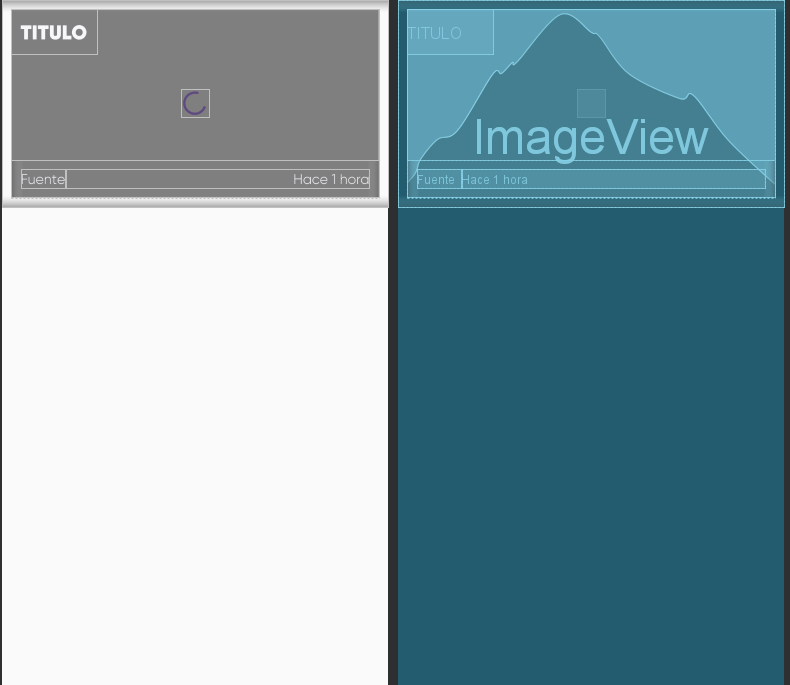 TITULO
Fuente
Hace 1 hora
TITULO
ImageView
Fuente
Hace 1 hora